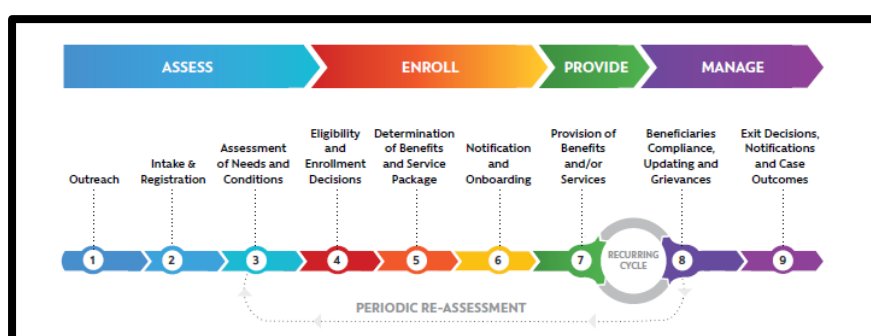 ASSESS
ENROLL
PROVIDE
MANAGE
Outreach
Intake &
Registration
Assessment
of Needs and
Conditions
Eligibility
and
Enrollment
Decisions
Determination
of Benefits
and Service
Package
Notification
and
Onboarding
Provision of
Benefits
and/or
Services
Beneficiaries
Compliance,
Updating and
Grievances
Exit Decisions,
Notifications
and Case
Outcomes
1
2
3
4
5
6
7
RECURRING
CYCLE
8
9
PERIODIC RE-ASSESSMENT